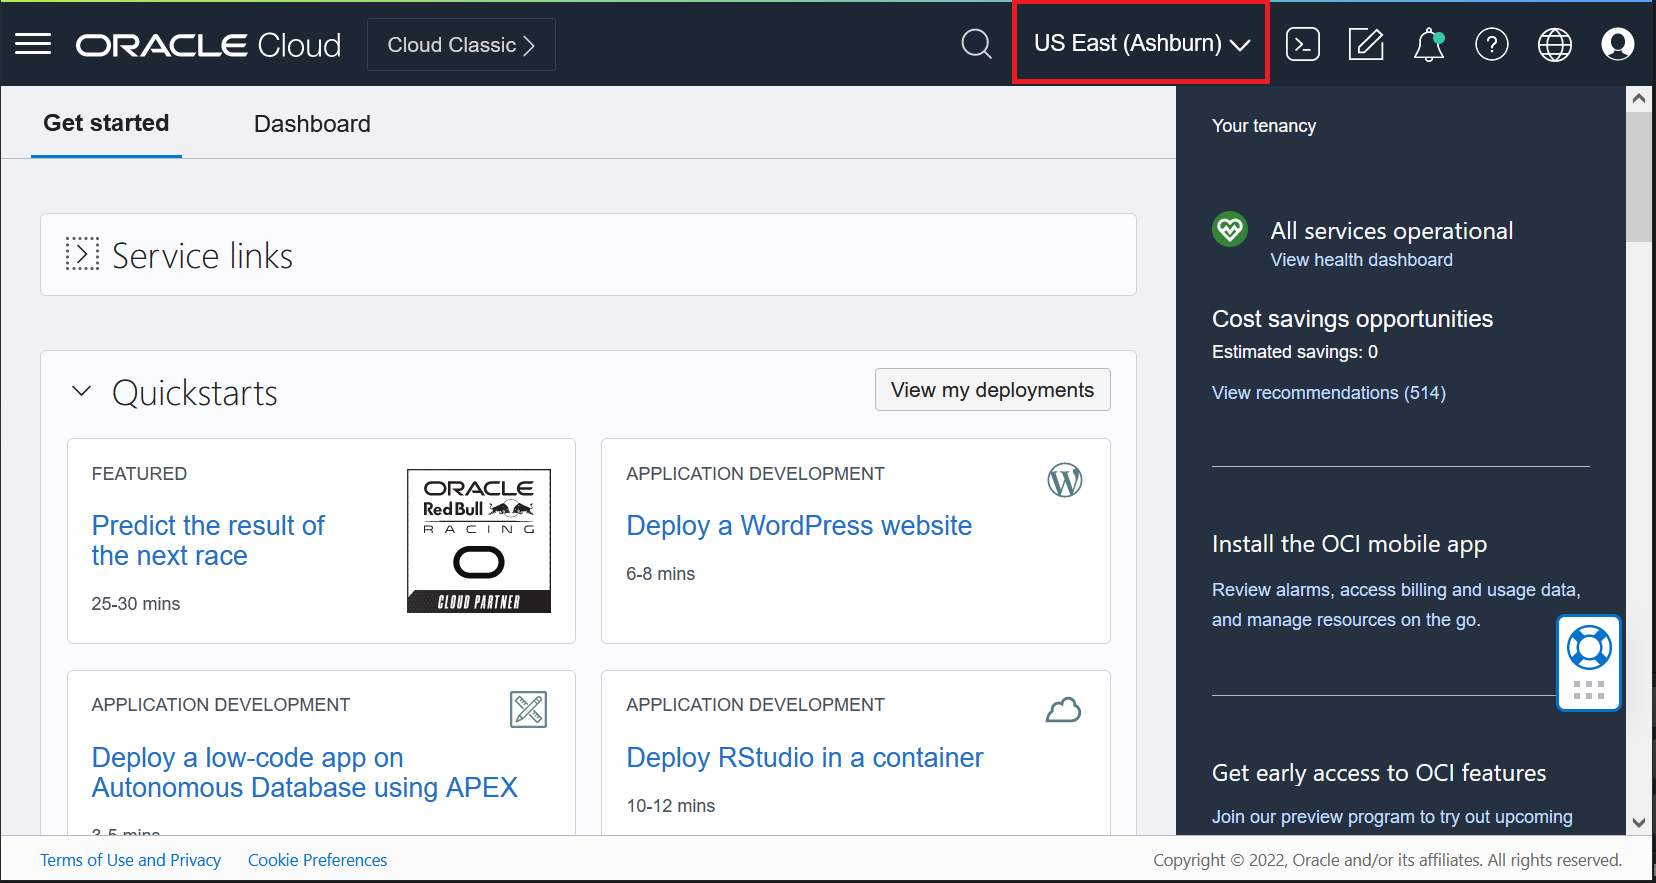 ORACLE Cloud
Cloud Classic
US East (Ashburn)
Get started
Dashboard
Service links
Quickstarts
View my deployments
FEATURED
Predict the result of
the next race
25-30 mins
ORACLE
Red Bull
RACING
CLOUD PARTNER
APPLICATION DEVELOPMENT
Deploy a WordPress website
6-8 mins
APPLICATION DEVELOPMENT
Deploy a low-code app on
Autonomous Database using APEX
3-5 mins
APPLICATION DEVELOPMENT
Deploy RStudio in a container
10-12 mins
Your tenancy
All services operational
View health dashboard
Cost savings opportunities
Estimated savings: 0
View recommendations (514)
Install the OCI mobile app
Review alarms, access billing and usage data,
and manage resources on the go.
Get early access to OCI features
Join our preview program to try out upcoming
Terms of Use and Privacy
Cookie Preferences
Copyright © 2022, Oracle and/or its affiliates. All rights reserved.